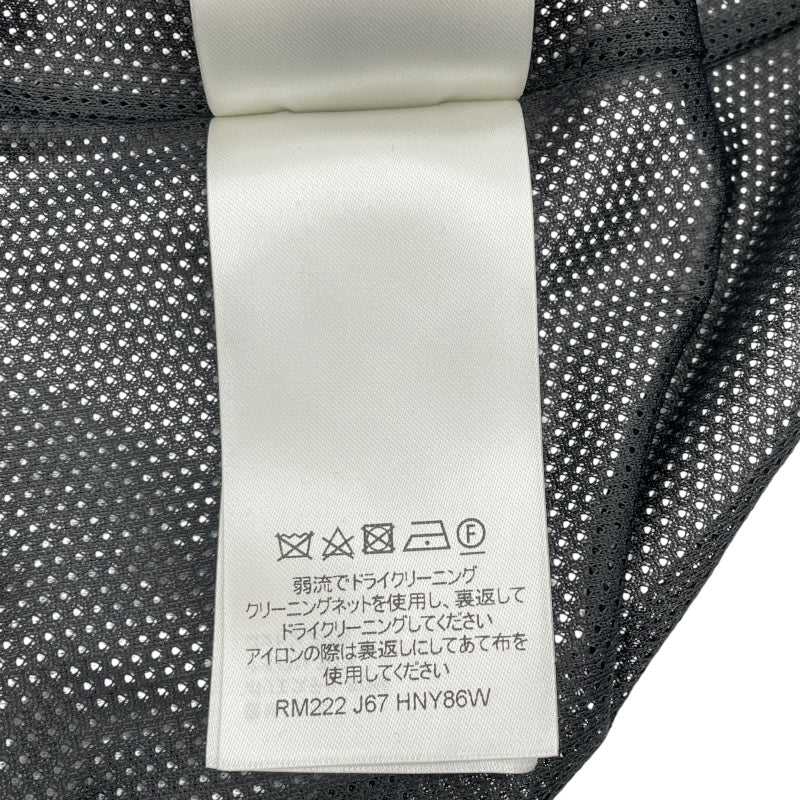 F
弱流でドライクリーニング
クリーニングネットを使用し、裏返して
ドライクリーニングしてください
アイロンの際は裏返しにしてあて布を
使用してください
RM222 J67 HNY86W